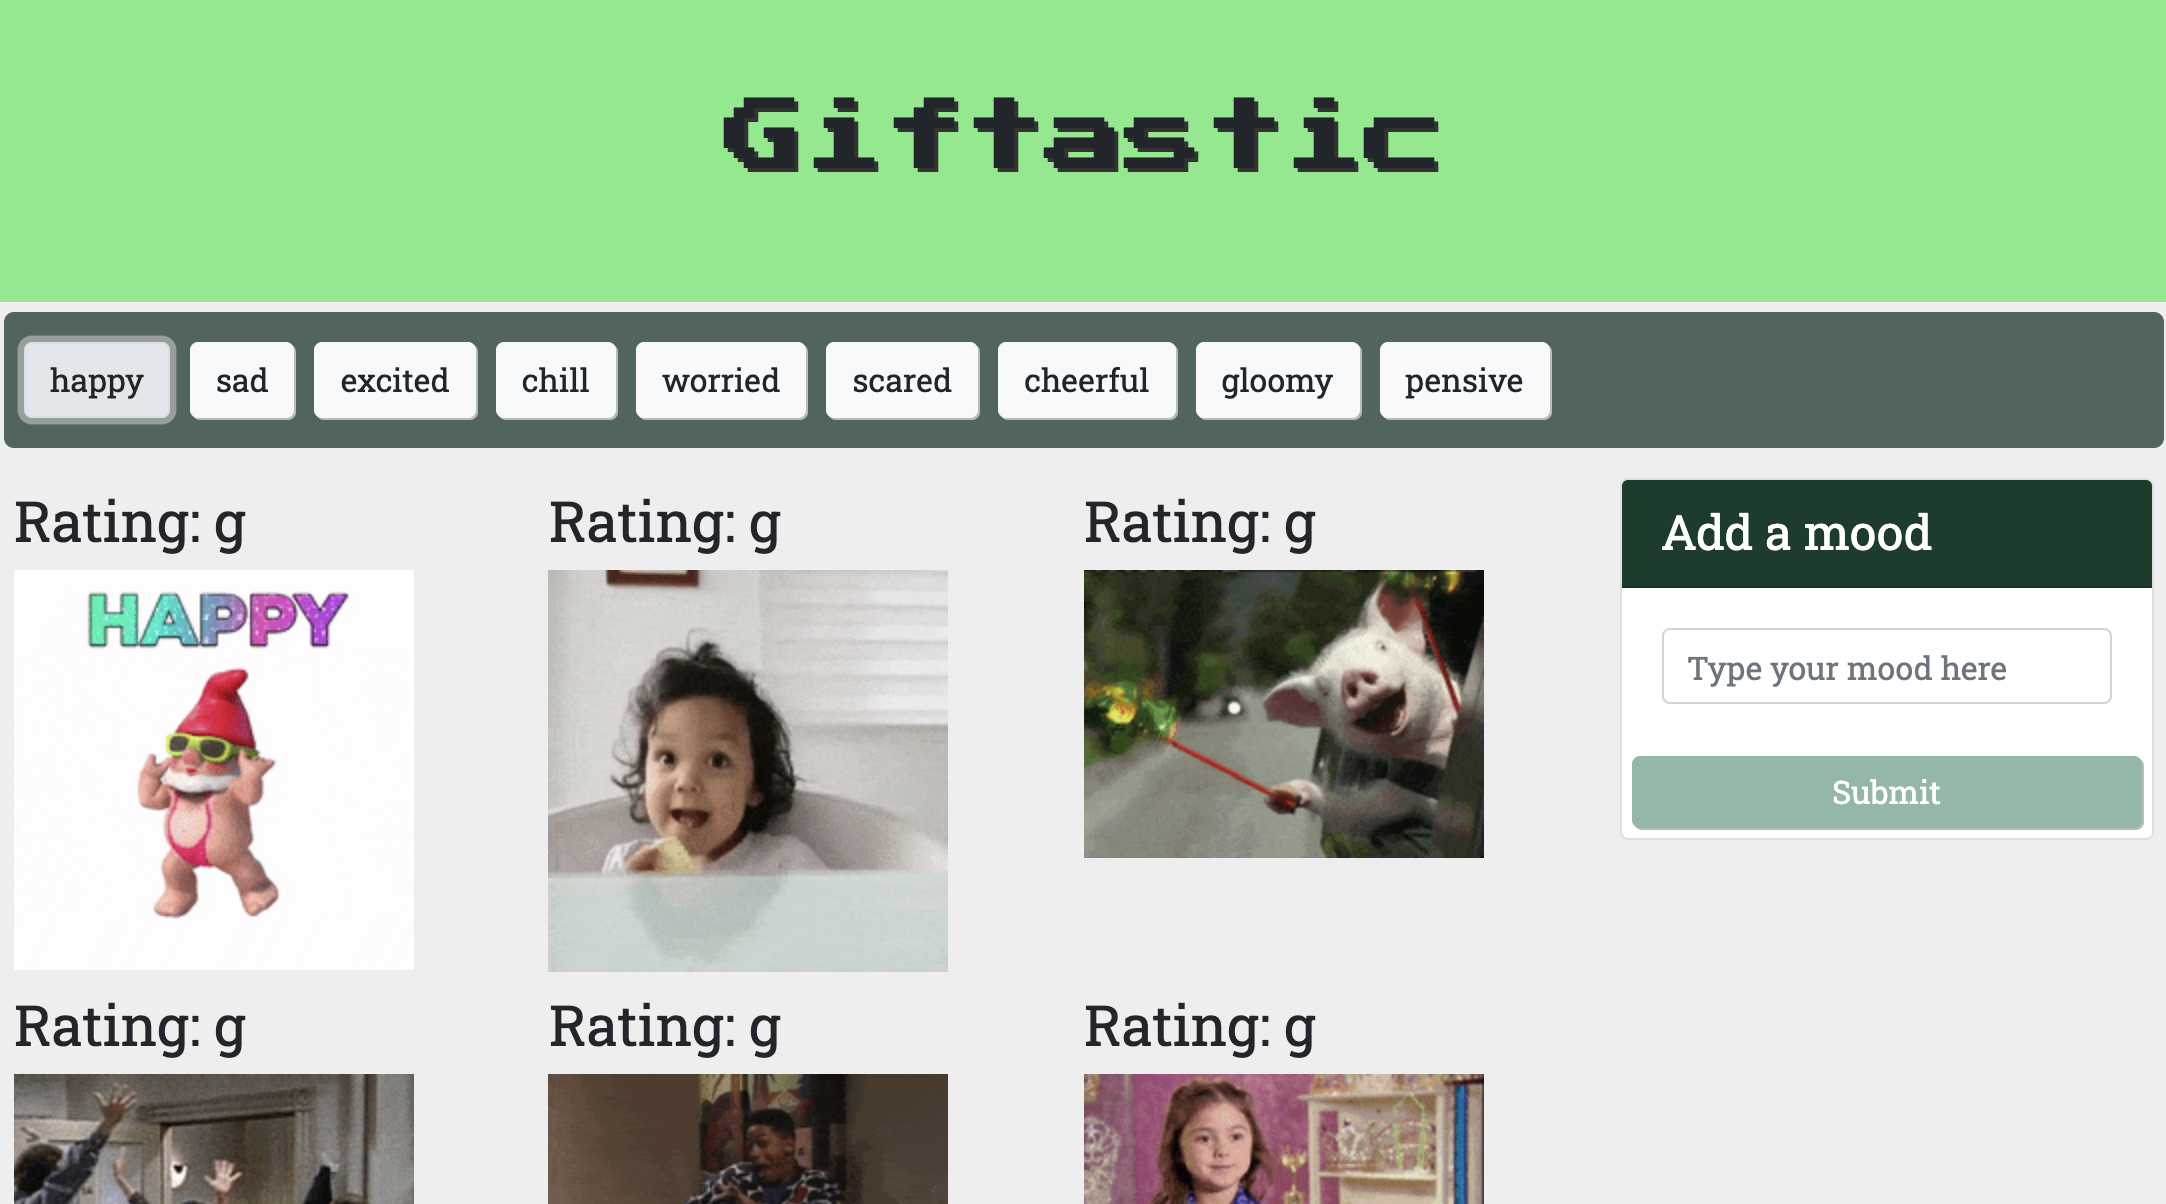 Giftastic
happy sad excited chill worried scared cheerful gloomy pensive
Rating: g
HAPPY
Rating: g
Rating: g
Add a mood
Type your mood here
Submit
Rating: g
Rating: g
Rating: g